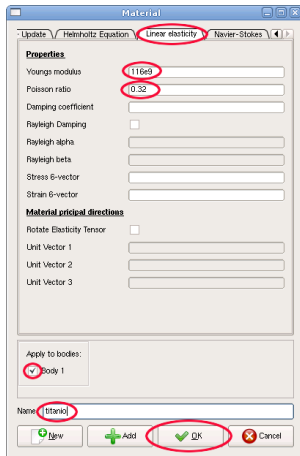 Material
Update
Helmholtz Equation
Linear elasticity
Navier-Stokes
Properties
Youngs modulus
116e9
Poisson ratio
0.32
Damping coefficient
Rayleigh Damping
Rayleigh alpha
Rayleigh beta
Stress 6-vector
Strain 6-vector
Material pricipal directions
Rotate Elasticity Tensor
Unit Vector 1
Unit Vector 2
Unit Vector 3
Apply to bodies:
Body 1
Name titanio
New
Add
OK
Cancel